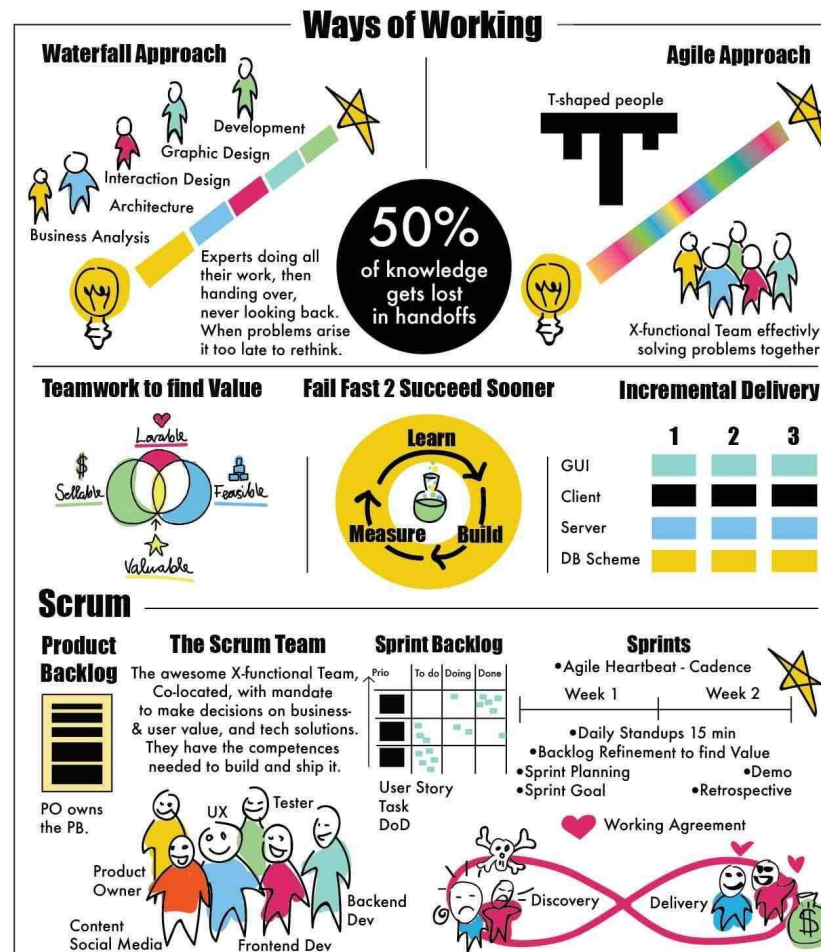 Ways of Working
Waterfall Approach
Development
Graphic Design
Interaction Design
Architecture
Business Analysis
Experts doing all
their work, then
handing over,
never looking back.
When problems arise
it too late to rethink.
50%
of knowledge
gets lost
in handoffs
Agile Approach
T-shaped people
X-functional Team effectivly
solving problems together
Teamwork to find Value
Lovable
$
Sellable
Feasible
Valuable
Fail Fast 2 Succeed Sooner
Learn
Measure
Build
Incremental Delivery
1 2 3
GUI
Client
Server
DB Scheme
Scrum
Product
Backlog
PO owns
the PB.
The Scrum Team
The awesome X-functional Team,
Co-located, with mandate
to make decisions on business-
& user value, and tech solutions.
They have the competences
needed to build and ship it.
UX
Tester
Product
Owner
Backend
Dev
Content
Social Media
Frontend Dev
Sprint Backlog
Prio To do Doing Done
User Story
Task
DoD
Sprints
•Agile Heartbeat - Cadence
Week 1 Week 2
•Daily Standups 15 min
•Backlog Refinement to find Value
•Sprint Planning
•Demo
•Sprint Goal
•Retrospective
Working Agreement
Discovery
Delivery
$